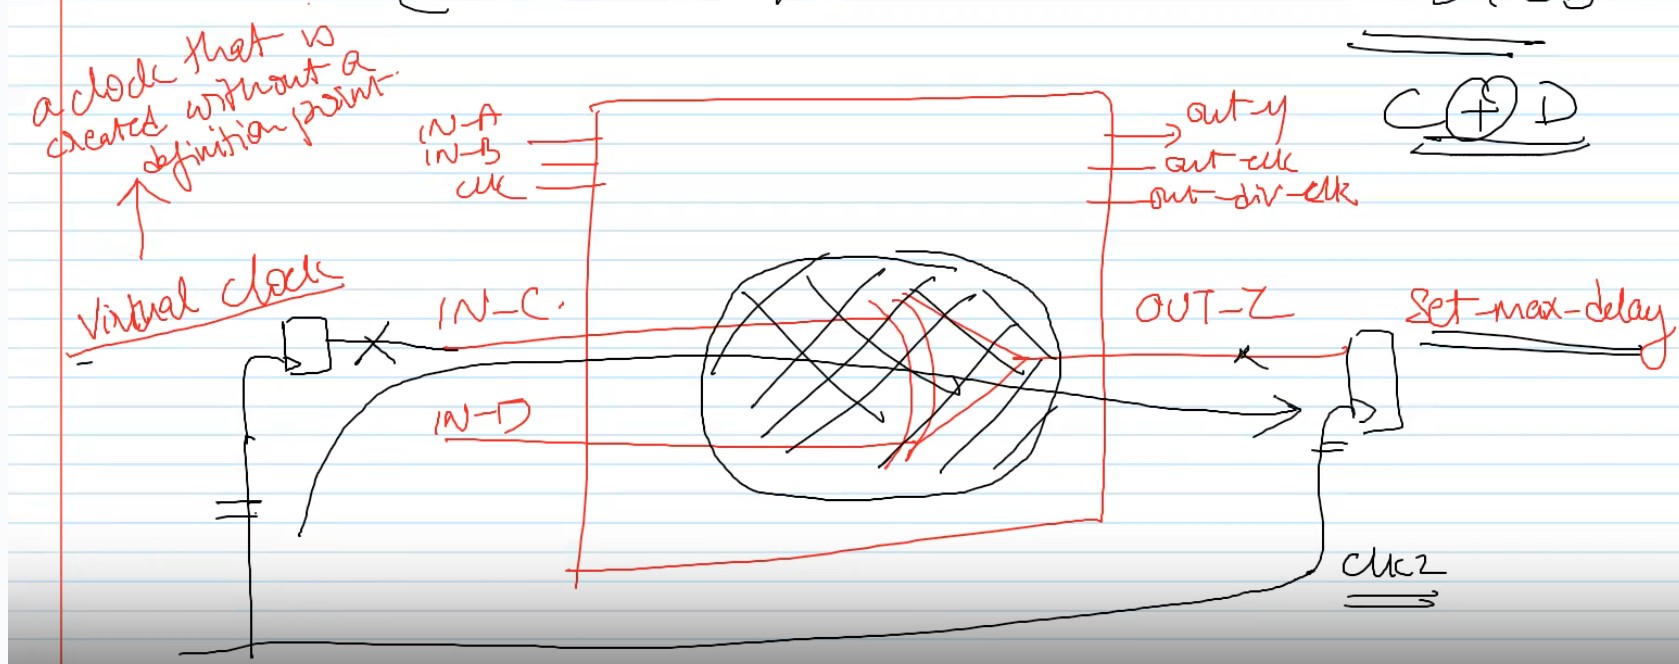 a clock that is
created without a
definition point.
Virtual clock
IN-A
IN-B
CLK
IN-C.
IN-D
out-y
out-clk
out-div-clk
C + D
OUT-Z
Set-max-delay
Clk2